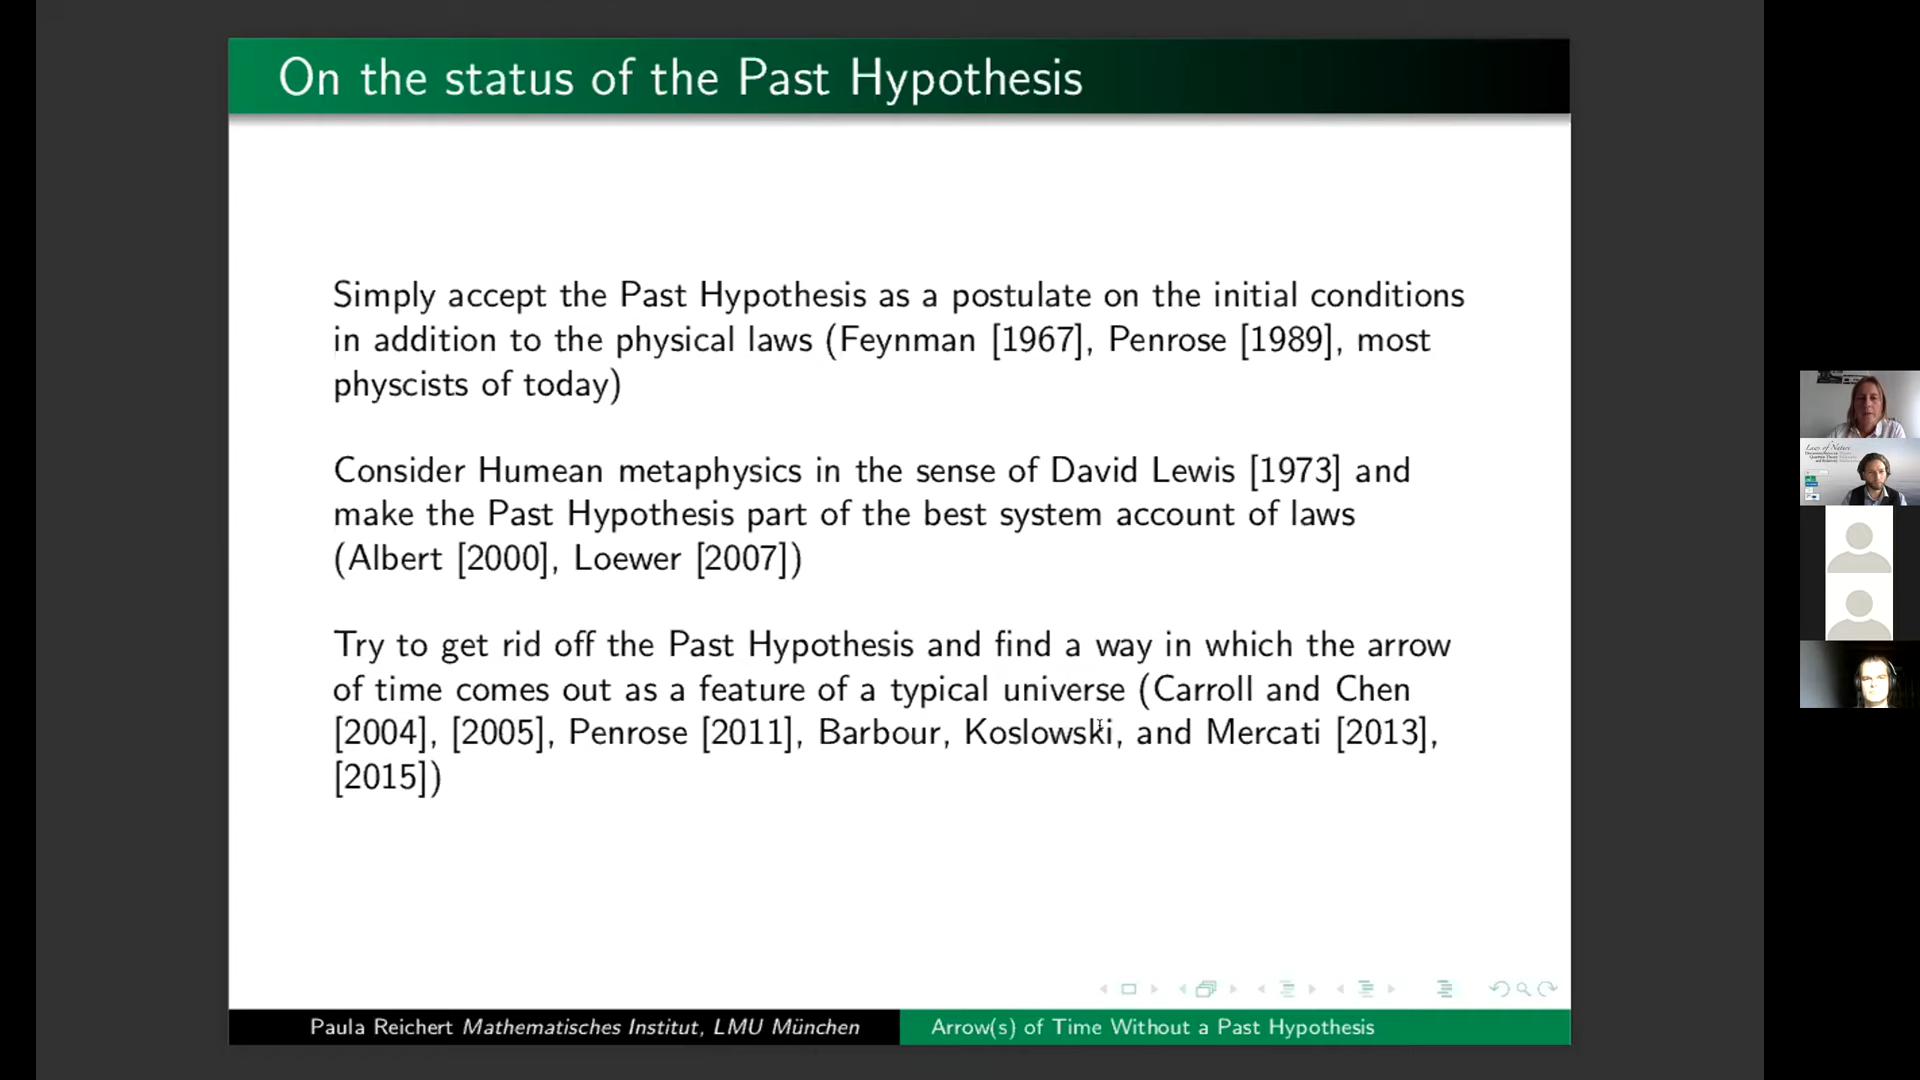 On the status of the Past Hypothesis
Simply accept the Past Hypothesis as a postulate on the initial conditions
in addition to the physical laws (Feynman [1967], Penrose [1989], most
physcists of today)
Consider Humean metaphysics in the sense of David Lewis [1973] and
make the Past Hypothesis part of the best system account of laws
(Albert [2000], Loewer [2007])
Try to get rid off the Past Hypothesis and find a way in which the arrow
of time comes out as a feature of a typical universe (Carroll and Chen
[2004], [2005], Penrose [2011], Barbour, Koslowski, and Mercati [2013],
[2015])
Paula Reichert Mathematisches Institut, LMU München
Arrow(s) of Time Without a Past Hypothesis
Laws of Nature